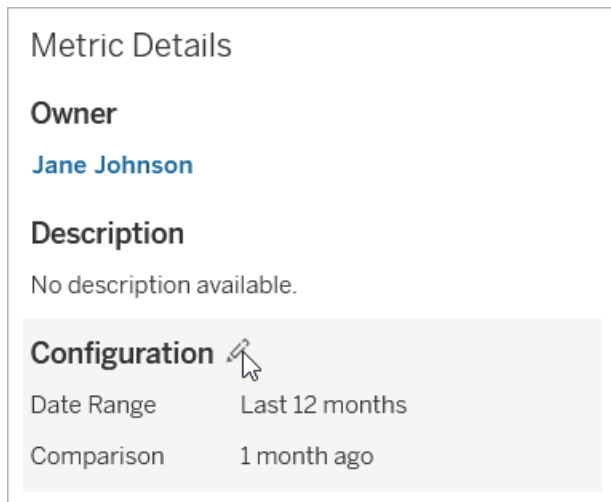 Metric Details
Owner
Jane Johnson
Description
No description available.
Configuration
Date Range Last 12 months
Comparison 1 month ago